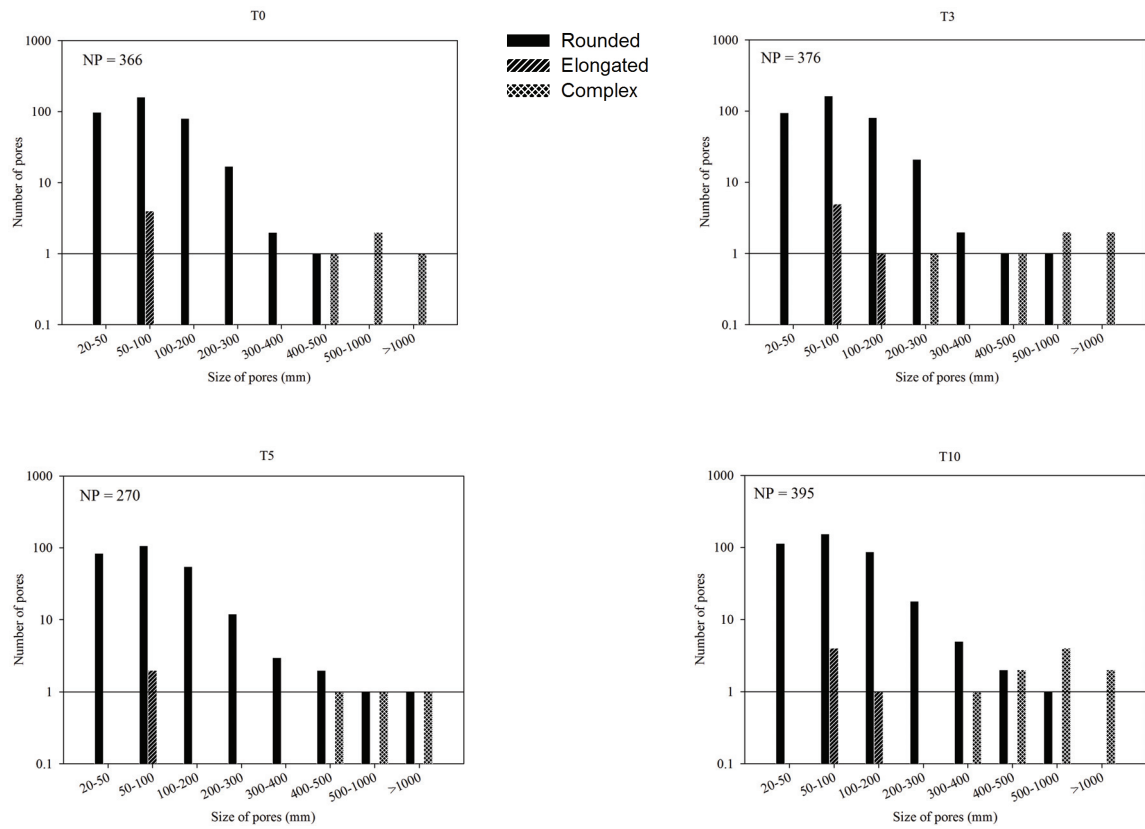 T0
NP = 366
1000
100
10
1
0.1
Number of pores
20-50
50-100
100-200
200-300
300-400
400-500
500-1000
>1000
Size of pores (mm)
Rounded
Elongated
Complex
T3
NP = 376
1000
100
10
1
0.1
Number of pores
20-50
50-100
100-200
200-300
300-400
400-500
500-1000
>1000
Size of pores (mm)
T5
NP = 270
1000
100
10
1
0.1
Number of pores
20-50
50-100
100-200
200-300
300-400
400-500
500-1000
>1000
Size of pores (mm)
T10
NP = 395
1000
100
10
1
0.1
Number of pores
20-50
50-100
100-200
200-300
300-400
400-500
500-1000
>1000
Size of pores (mm)